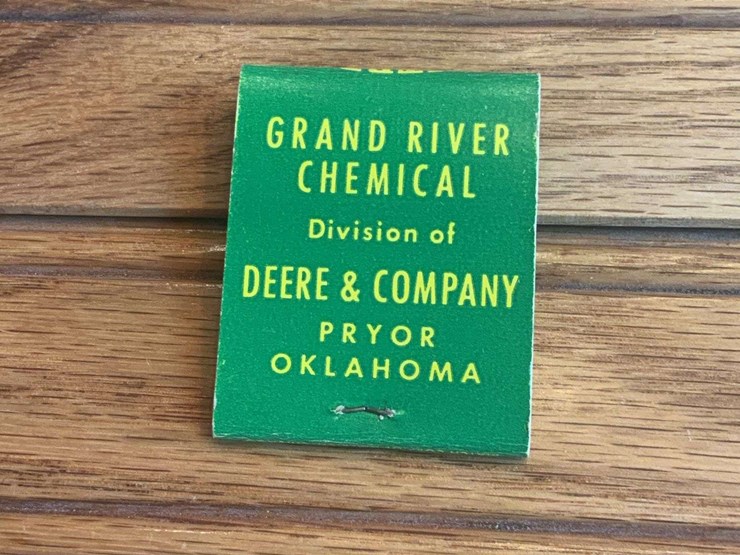 GRAND RIVER
CHEMICAL
Division of
DEERE & COMPANY
PRYOR
OKLAHOMA